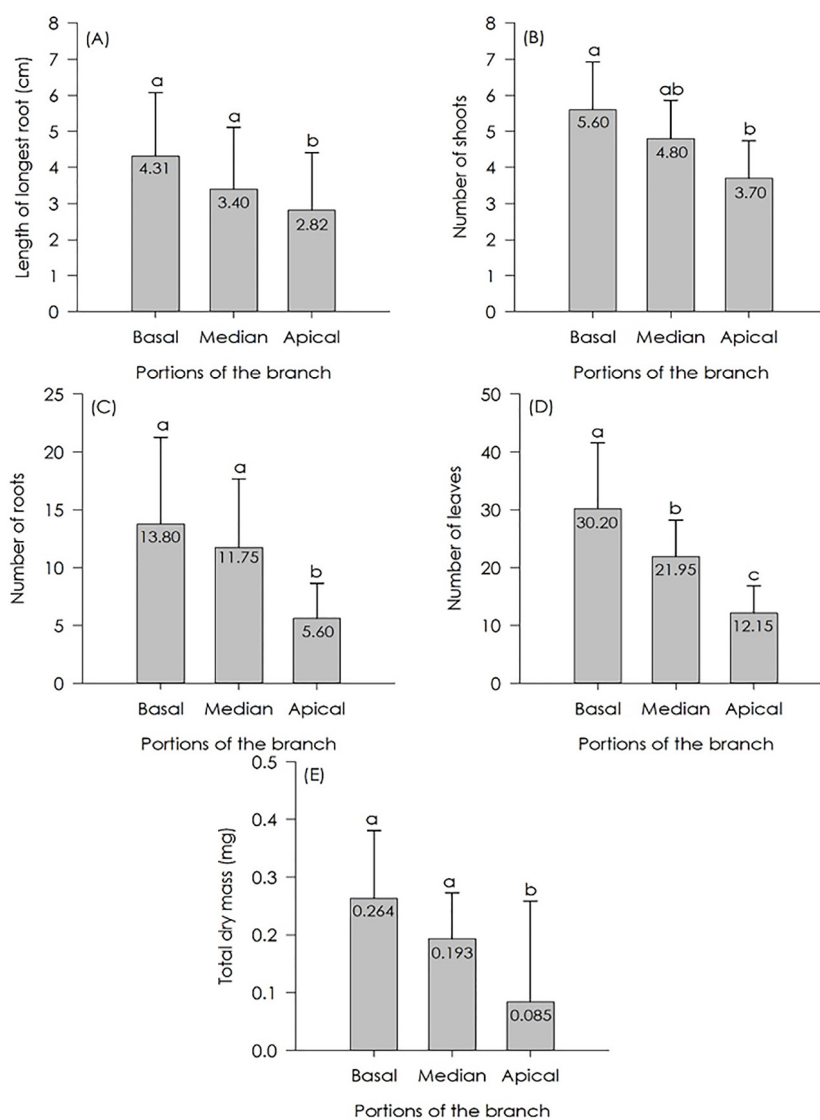 (A)
Length of longest root (cm)
8
7
6
5
4
3
2
1
0
a
a
b
4.31
3.40
2.82
Basal Median Apical
Portions of the branch
(B)
Number of shoots
8
7
6
5
4
3
2
1
0
a
ab
b
5.60
4.80
3.70
Basal Median Apical
Portions of the branch
(C)
Number of roots
25
20
15
10
5
0
a
a
b
13.80
11.75
5.60
Basal Median Apical
Portions of the branch
(D)
Number of leaves
50
40
30
20
10
0
a
b
c
30.20
21.95
12.15
Basal Median Apical
Portions of the branch
(E)
Total dry mass (mg)
0.5
0.4
0.3
0.2
0.1
0.0
a
a
b
0.264
0.193
0.085
Basal Median Apical
Portions of the branch